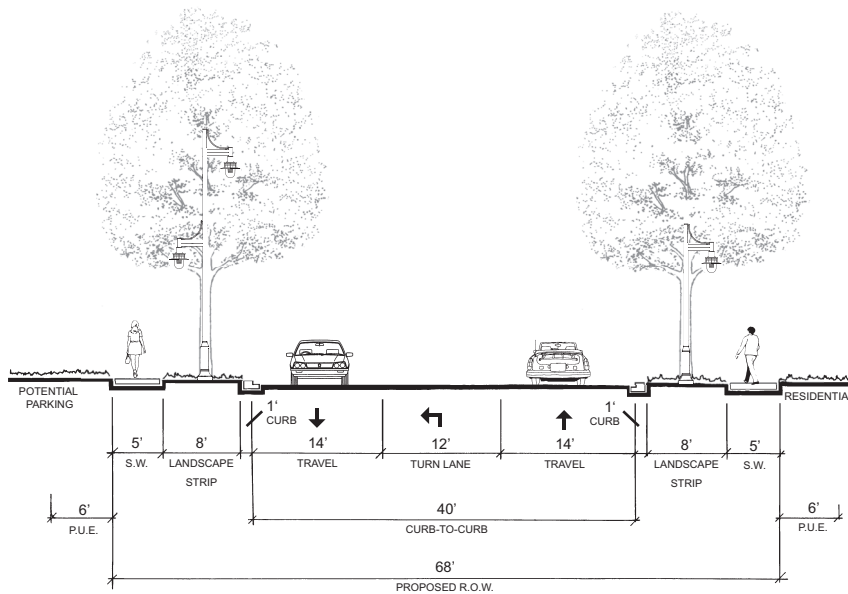 POTENTIAL
PARKING
RESIDENTIA
1' CURB
1' CURB
5'
8'
14'
12'
14'
8'
5'
S.W.
LANDSCAPE
STRIP
TRAVEL
TURN LANE
TRAVEL
LANDSCAPE
STRIP
S.W.
6'
40'
6'
P.U.E.
CURB-TO-CURB
P.U.E.
68'
PROPOSED R.O.W.